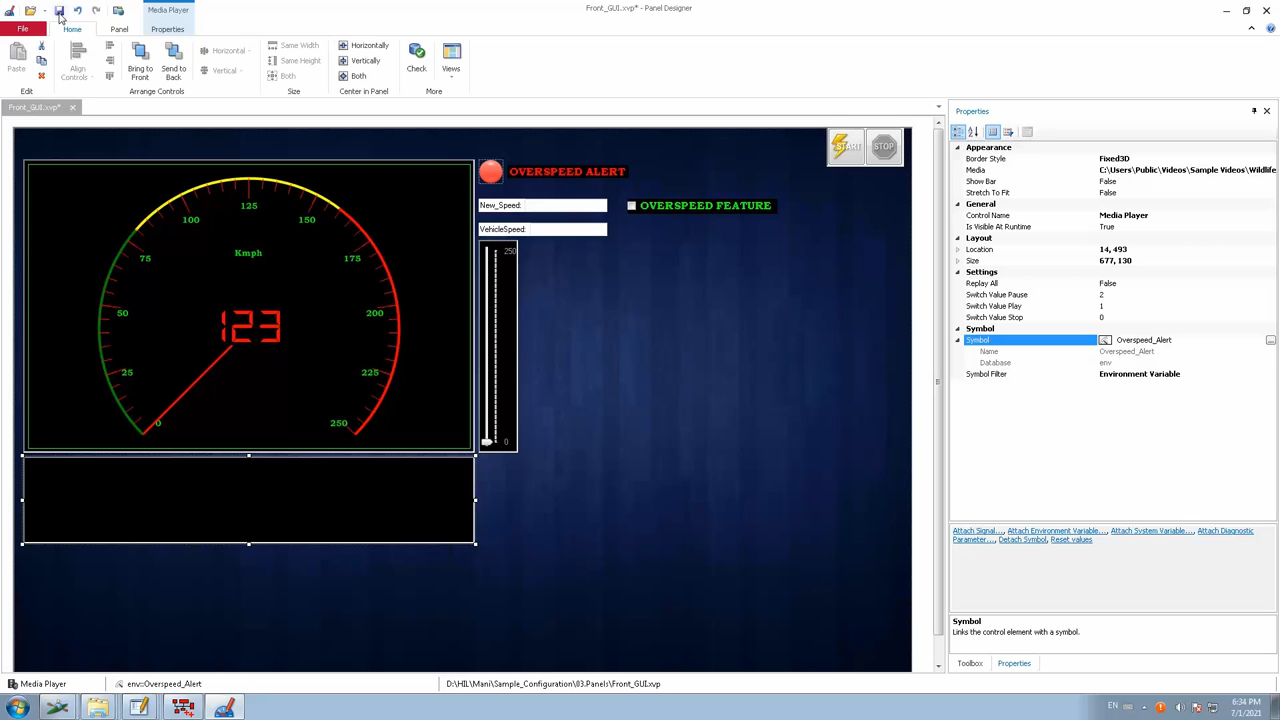 Media Player
Front_GUI.xvp* - Panel Designer
File
Home
Panel
Properties
Paste
Align Controls
Bring to Front
Send to Back
Horizontal
Vertical
Same Width
Same Height
Both
Horizontally
Vertically
Both
Check
Views
Edit
Arrange Controls
Size
Center in Panel
More
Front_GUI.xvp*
START
STOP
OVERSPEED ALERT
New_Speed:
OVERSPEED FEATURE
VehicleSpeed:
250
0
125
100
150
75
Kmph
175
50
123
200
25
225
0
250
Properties
Appearance
Border Style Fixed3D
Media C:\Users\Public\Videos\Sample Videos\Wildlife
Show Bar False
Stretch To Fit False
General
Control Name Media Player
Is Visible At Runtime True
Layout
Location 14, 493
Size 677, 130
Settings
Replay All False
Switch Value Pause 2
Switch Value Play 1
Switch Value Stop 0
Symbol
Symbol Overspeed_Alert
Name Overspeed_Alert
Database env
Symbol Filter Environment Variable
Attach Signal..., Attach Environment Variable..., Attach System Variable..., Attach Diagnostic
Parameter..., Detach Symbol, Reset values
Symbol
Links the control element with a symbol.
Toolbox
Properties
Media Player
env::Overspeed_Alert
D:\HIL\Mani\Sample_Configuration\03.Panels\Front_GUI.xvp
EN
6:34 PM
7/1/2021